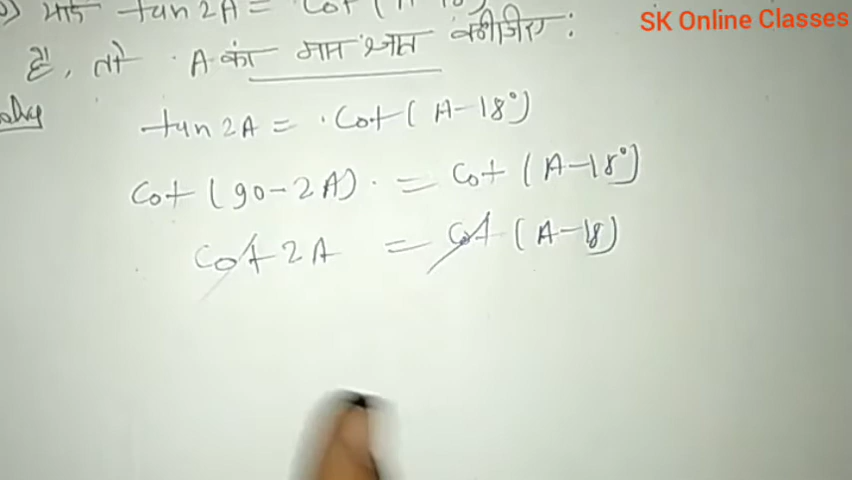 SK Online Classes
यदि tan 2A = cot (A-18°)
है, तो A का मान ज्ञात कीजिए:
tan 2A = cot ( A-18°)
Cot (90-2A) = Cot (A-18°)
Cot 2A = Cot (A-18)